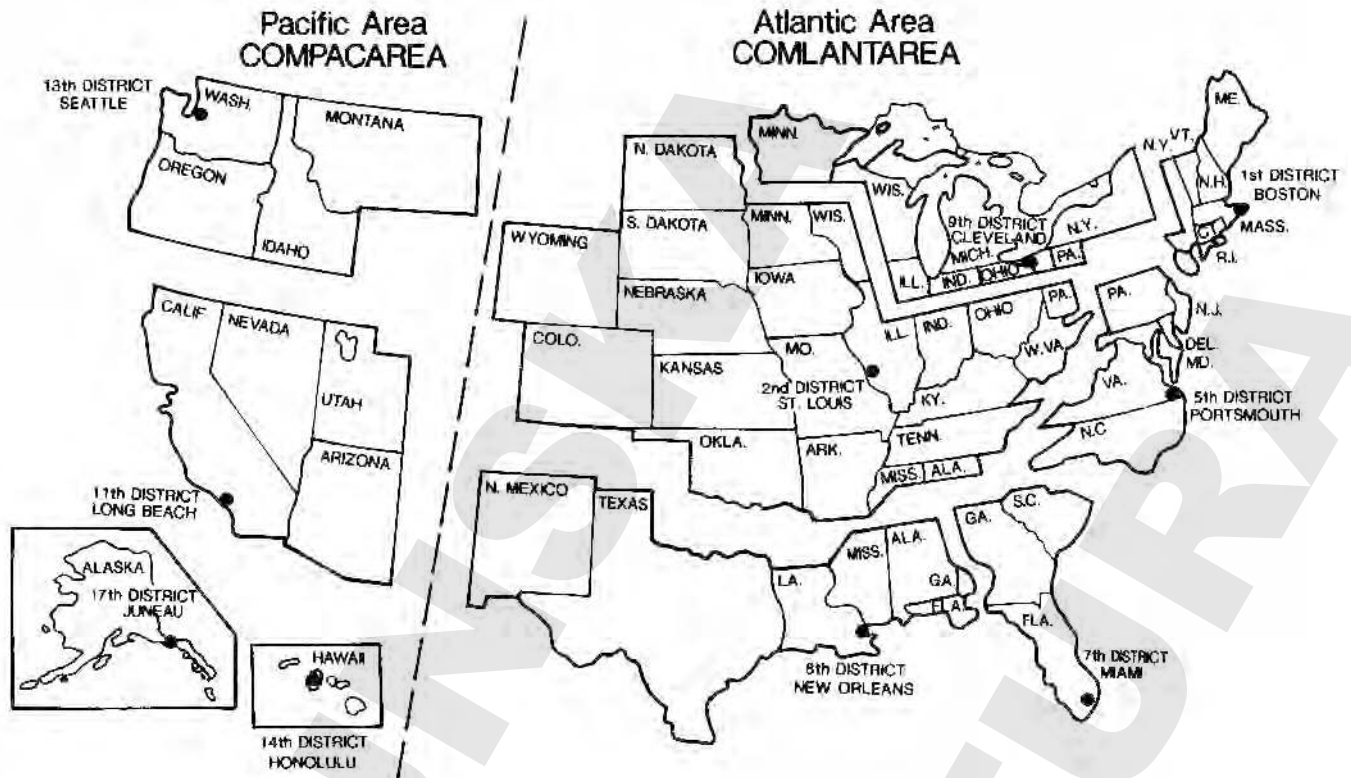 Pacific Area
COMPACAREA
Atlantic Area
COMLANTAREA
13th DISTRICT
SEATTLE
WASH.
MONTANA
OREGON
IDAHO
CALIF
NEVADA
UTAH
ARIZONA
11th DISTRICT
LONG BEACH
ALASKA
17th DISTRICT
JUNEAU
HAWAII
14th DISTRICT
HONOLULU
MINN.
N. DAKOTA
WIS.
S. DAKOTA
MINN.
WIS.
WYOMING
IOWA
NEBRASKA
COLO.
KANSAS
MO.
2nd DISTRICT
ST. LOUIS
ILL.
IND.
OHIO
PA.
W.VA.
KY.
OKLA.
ARK.
TENN.
MISS.
ALA.
9th DISTRICT
CLEVELAND
MICH.
N.Y.
ILL.
IND.
OHIO
PA.
ME.
VT.
N.Y.
N.H.
1st DISTRICT
BOSTON
MASS.
CT.
R.I.
PA.
N.J.
DEL.
MD.
VA.
5th DISTRICT
PORTSMOUTH
N.C
N. MEXICO
TEXAS
LA.
MISS.
ALA.
GA.
FLA.
8th DISTRICT
NEW ORLEANS
GA.
S.C.
FLA.
7th DISTRICT
MIAMI